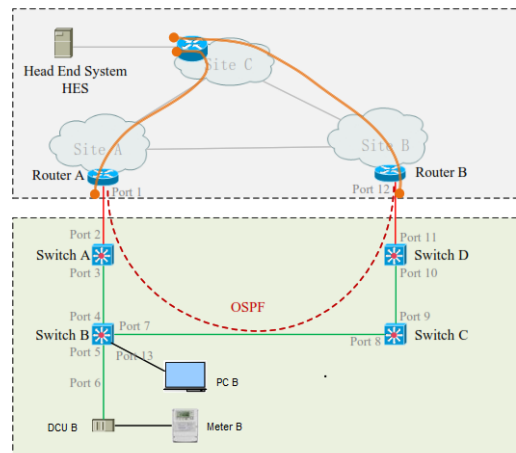 Head End System
HES
Site C
Site A
Site B
Router A
Router B
Port 1
Port 12
Port 2
Port 11
Switch A
Switch D
Port 3
Port 10
OSPF
Port 4
Port 9
Switch B
Port 7
Switch C
Port 5
Port 13
Port 8
Port 6
PC B
DCU B
Meter B